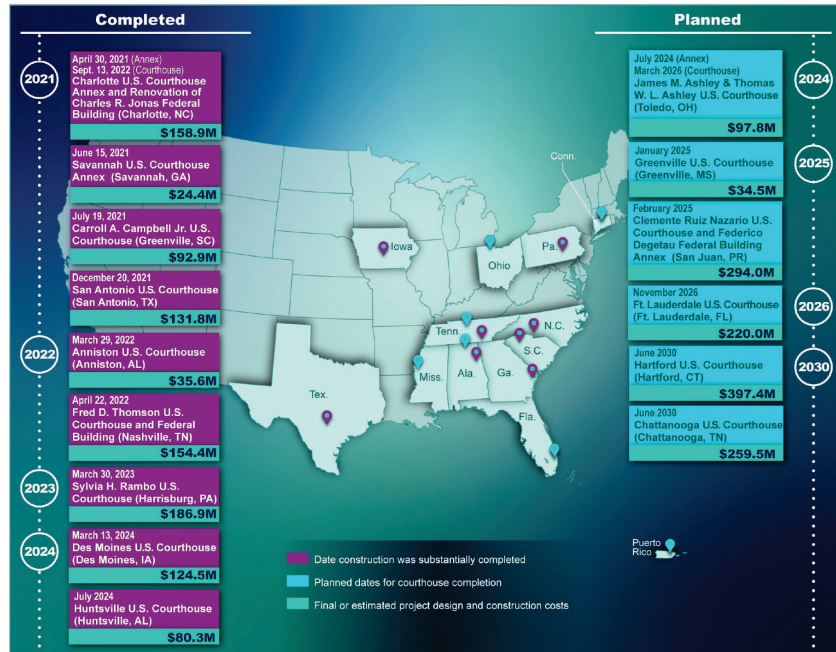 Completed
2021
April 30, 2021 (Annex)
Sept. 13, 2022 (Courthouse)
Charlotte U.S. Courthouse
Annex and Renovation of
Charles R. Jonas Federal
Building (Charlotte, NC)
$158.9M
June 15, 2021
Savannah U.S. Courthouse
Annex (Savannah, GA)
$24.4M
July 19, 2021
Carroll A. Campbell Jr. U.S.
Courthouse (Greenville, SC)
$92.9M
December 20, 2021
San Antonio U.S. Courthouse
(San Antonio, TX)
$131.8M
2022
March 29, 2022
Anniston U.S. Courthouse
(Anniston, AL)
$35.6M
April 22, 2022
Fred D. Thomson U.S.
Courthouse and Federal
Building (Nashville, TN)
$154.4M
2023
March 30, 2023
Sylvia H. Rambo U.S.
Courthouse (Harrisburg, PA)
$186.9M
2024
March 13, 2024
Des Moines U.S. Courthouse
(Des Moines, IA)
$124.5M
July 2024
Huntsville U.S. Courthouse
(Huntsville, AL)
$80.3M
Conn.
Iowa
Ohio
Pa.
Tenn.
N.C.
S.C.
Miss.
Ala.
Ga.
Tex.
Fla.
Puerto
Rico
Date construction was substantially completed
Planned dates for courthouse completion
Final or estimated project design and construction costs
Planned
2024
July 2024 (Annex)
March 2026 (Courthouse)
James M. Ashley & Thomas
W. L. Ashley U.S. Courthouse
(Toledo, OH)
$97.8M
2025
January 2025
Greenville U.S. Courthouse
(Greenville, MS)
$34.5M
February 2025
Clemente Ruiz Nazario U.S.
Courthouse and Federico
Degetau Federal Building
Annex (San Juan, PR)
$294.0M
2026
November 2026
Ft. Lauderdale U.S. Courthouse
(Ft. Lauderdale, FL)
$220.0M
2030
June 2030
Hartford U.S. Courthouse
(Hartford, CT)
$397.4M
June 2030
Chattanooga U.S. Courthouse
(Chattanooga, TN)
$259.5M